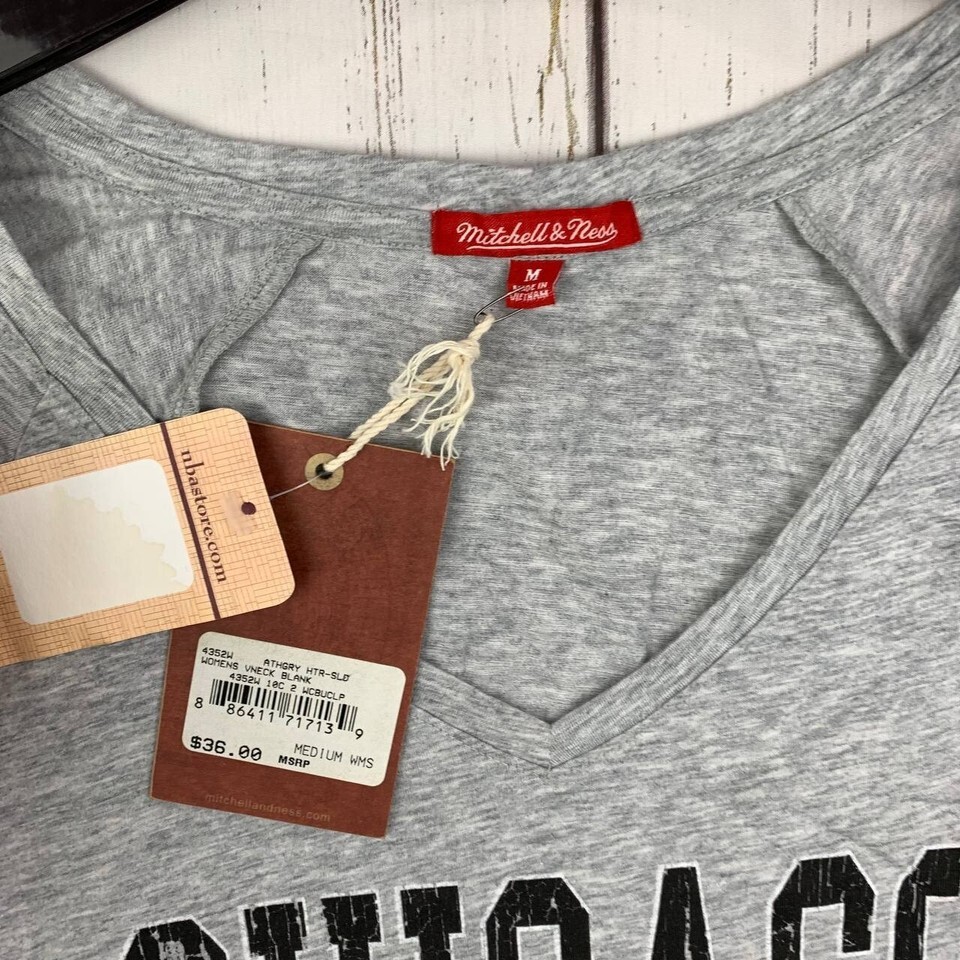 Mitchell & Ness
M
MADE IN
VIETNAM
nbastore.com
4352W ATHGRY HTR-SLD
WOMENS VNECK BLANK
4352W 10C 2 WCBUCLP
8 86411 71713 9
$36.00 MSRP MEDIUM WMS
mitchellandness.com
CHICAGO